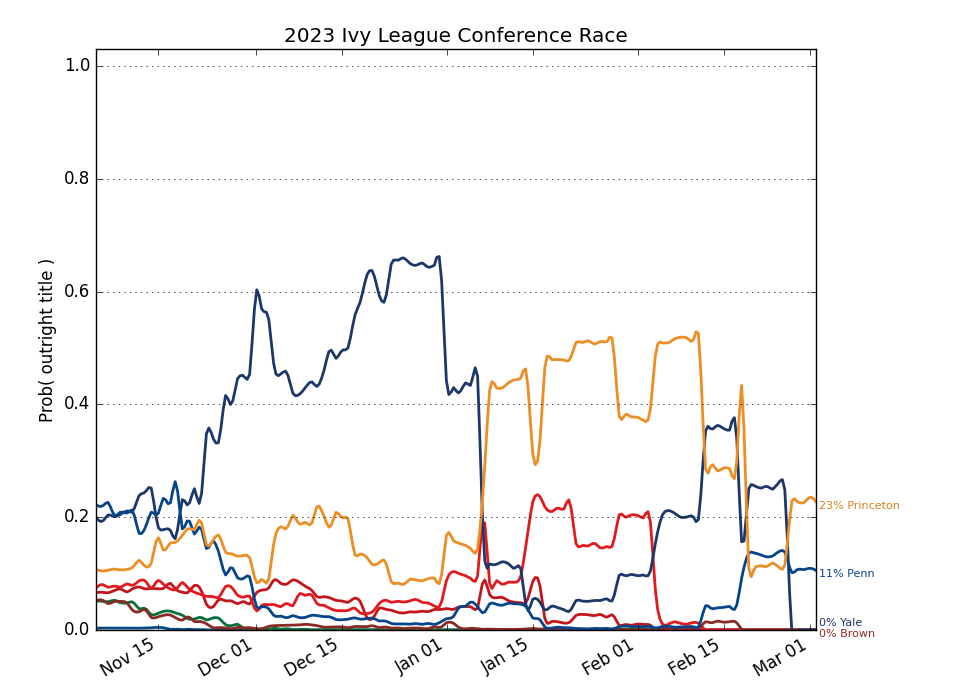 2023 Ivy League Conference Race
Prob( outright title )
1.0
0.8
0.6
0.4
0.2
0.0
Nov 15
Dec 01
Dec 15
Jan 01
Jan 15
Feb 01
Feb 15
Mar 01
23% Princeton
11% Penn
0% Yale
0% Brown